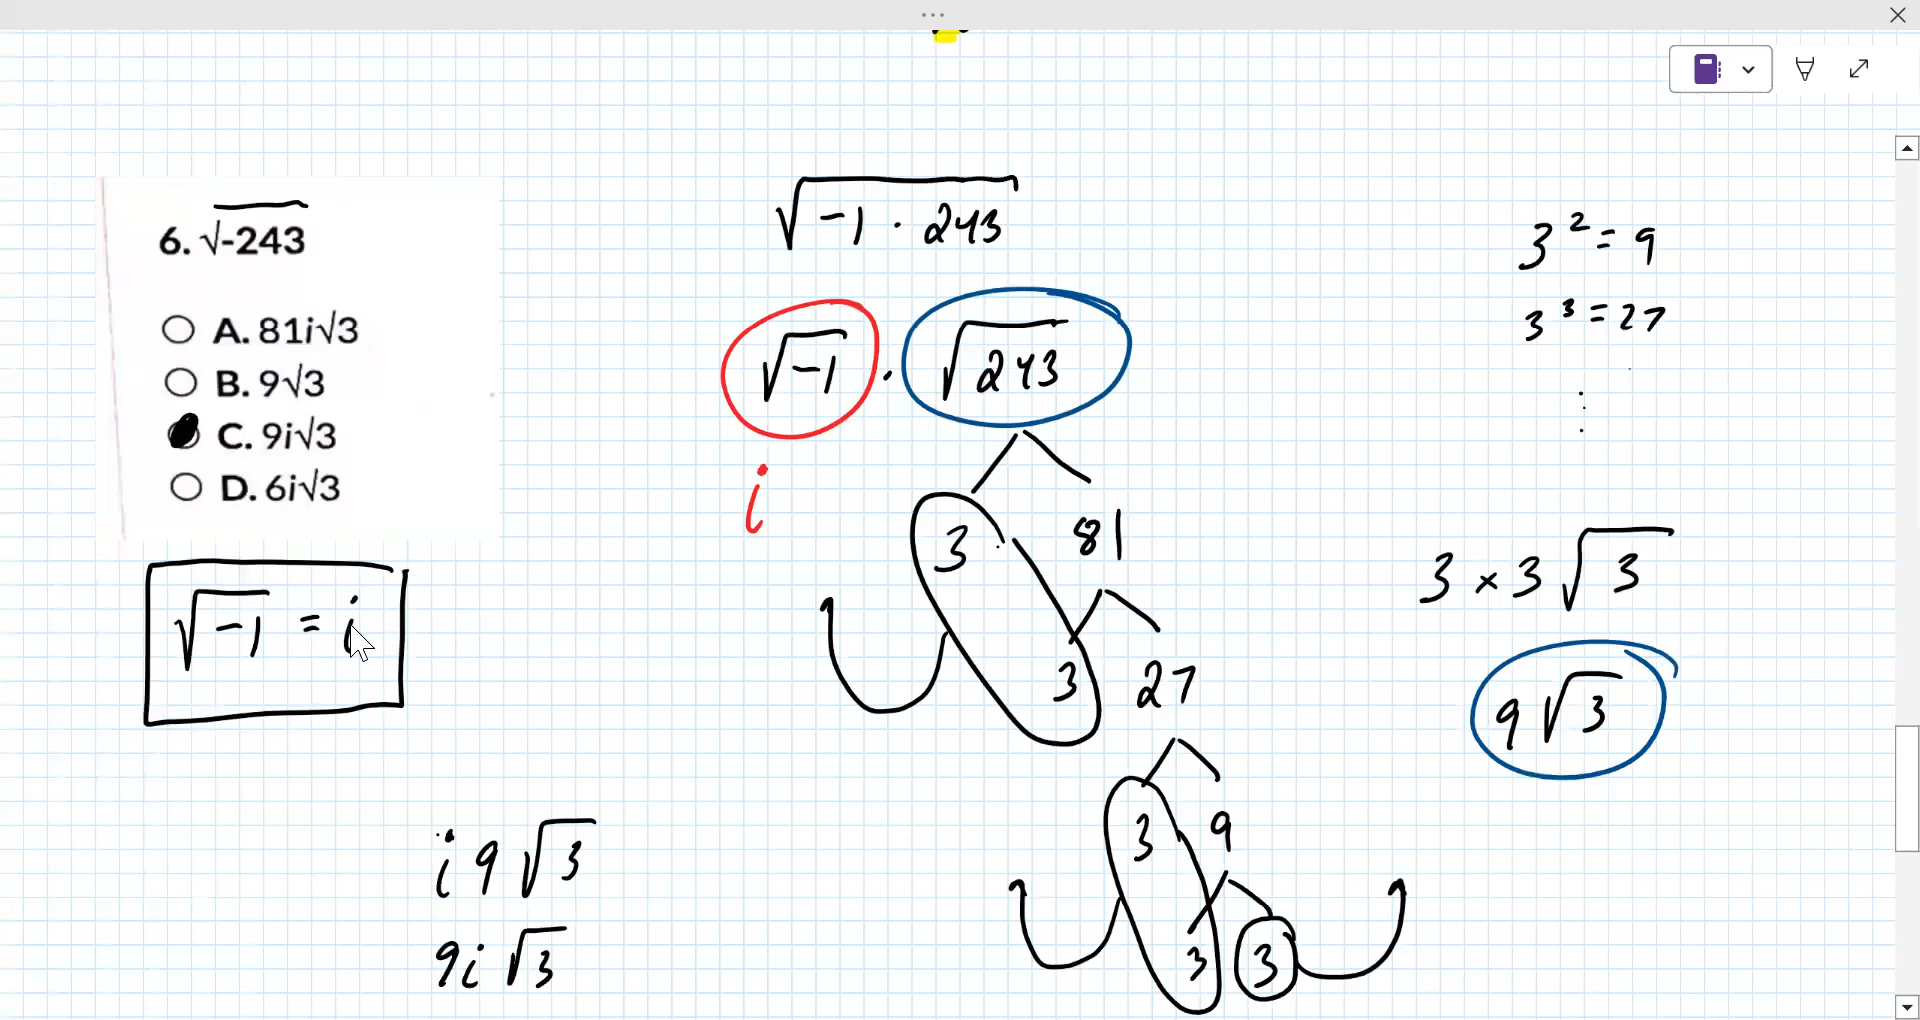 6. √-243
A. 81i√3
B. 9√3
C. 9i√3
D. 6i√3
√-1 = i
i 9 √3
9i √3
√-1 · 243
√-1 · √243
i
3 81
3 27
3 9
3 3
3² = 9
3³ = 27
⋮
3 × 3 √3
9 √3